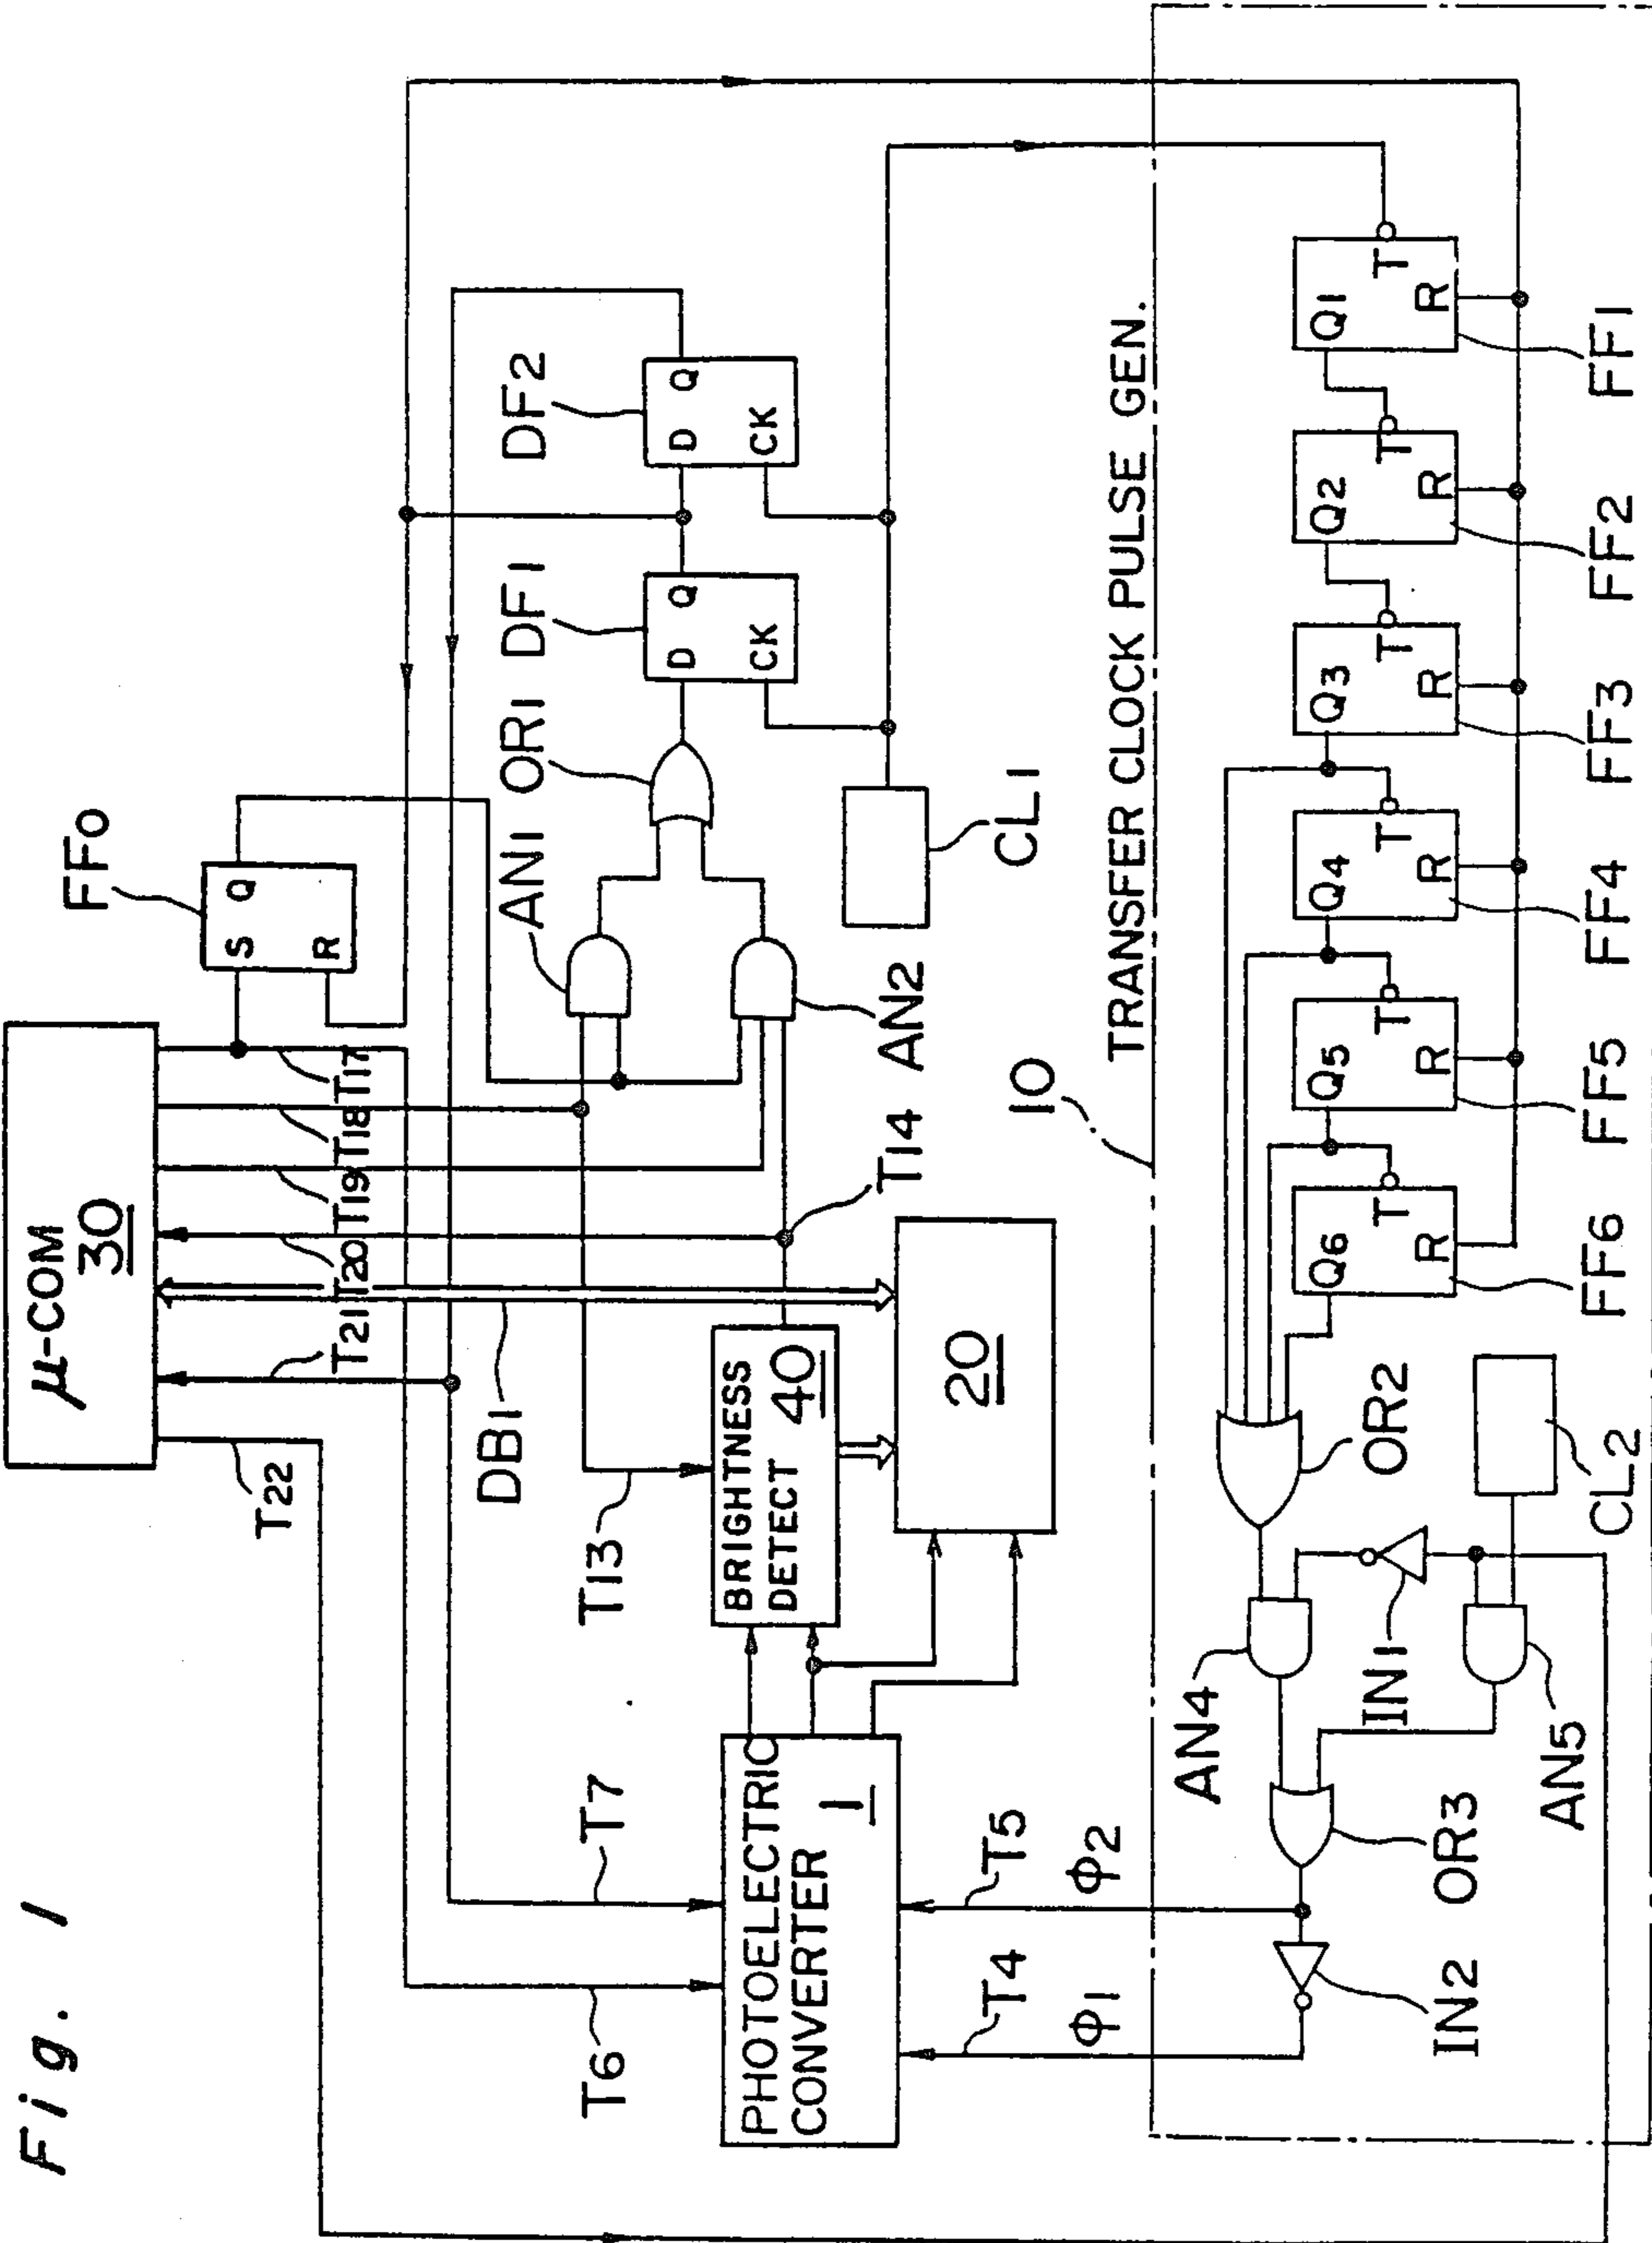 Fig. 1
μ-COM
30
FF0
S Q
R
T22
T21
T20
T19
T18
T17
DB1
T6
T7
T13
T14
AN1
AN2
OR1
DF1
D Q
CK
DF2
D Q
CK
CL1
PHOTOELECTRIC
CONVERTER
1
BRIGHTNESS
DETECT
40
20
T4
T5
φ1
φ2
10
TRANSFER CLOCK PULSE GEN.
IN2
OR3
AN4
AN5
IN1
OR2
CL2
Q6 T
R
FF6
Q5 T
R
FF5
Q4 T
R
FF4
Q3 T
R
FF3
Q2 T
R
FF2
Q1 T
R
FF1